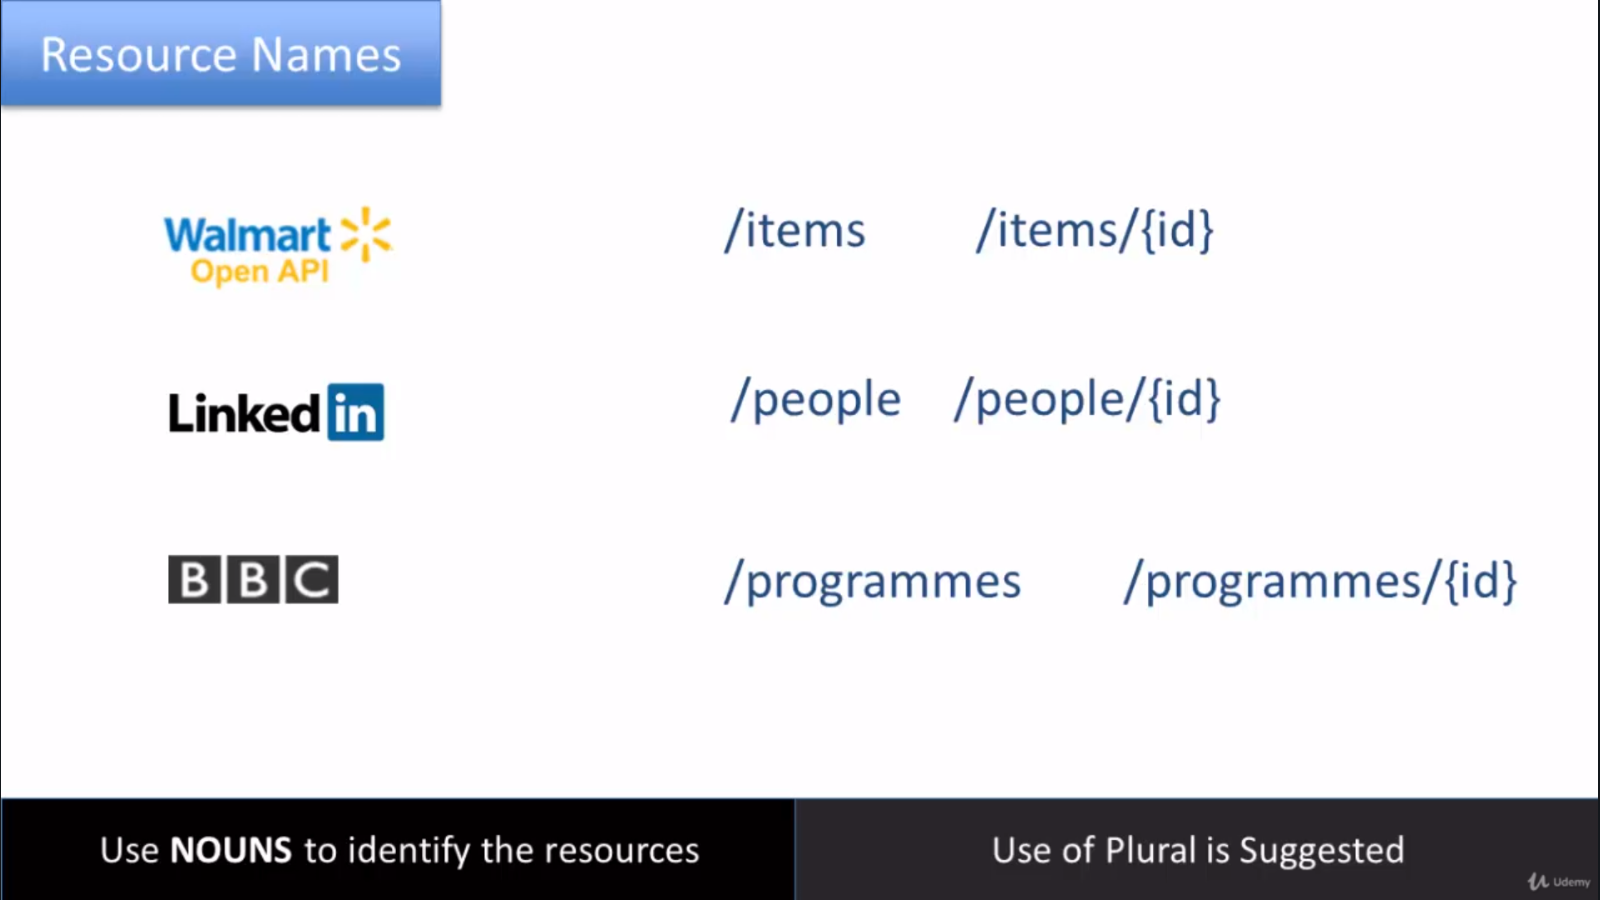 Resource Names
Walmart
Open API
/items /items/{id}
Linked in
/people /people/{id}
BBC
/programmes /programmes/{id}
Use NOUNS to identify the resources
Use of Plural is Suggested
Udemy